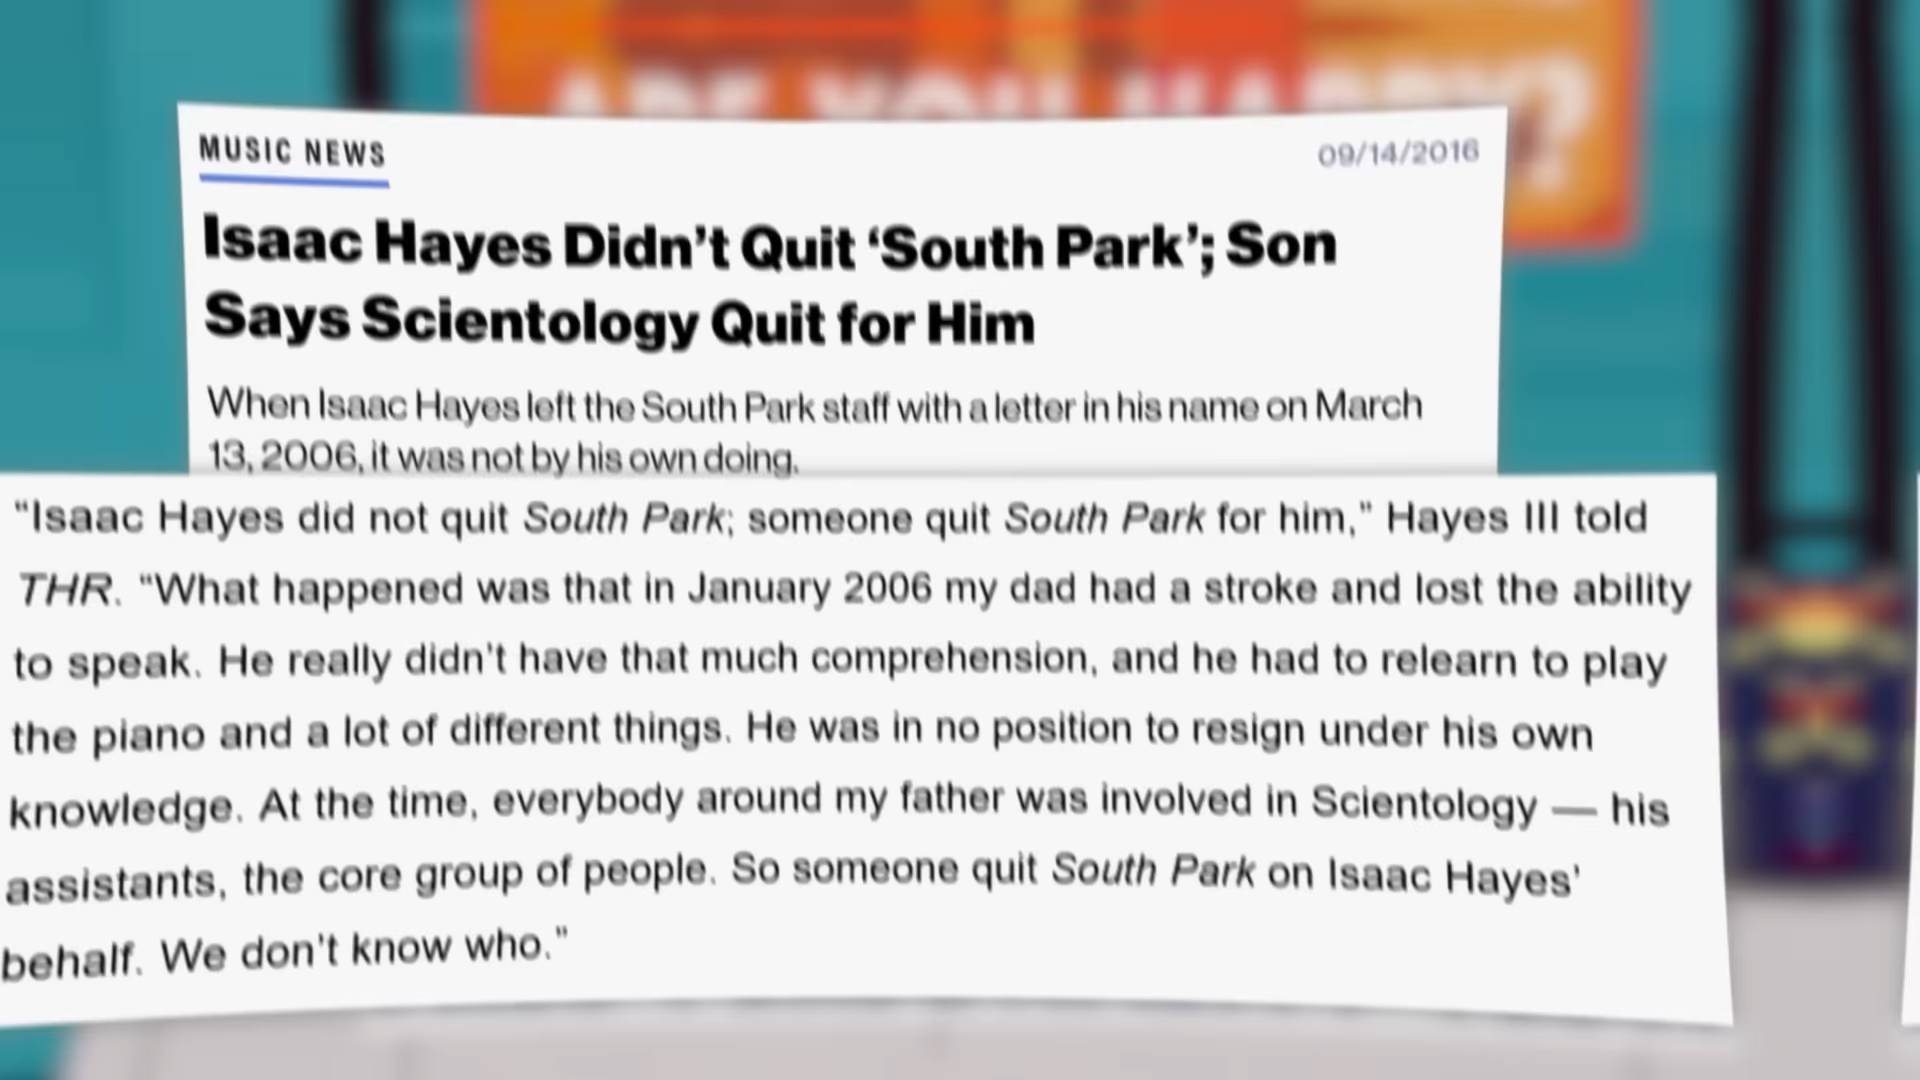 ARE YOU HAPPY?
MUSIC NEWS
09/14/2016
Isaac Hayes Didn’t Quit ‘South Park’; Son
Says Scientology Quit for Him
When Isaac Hayes left the South Park staff with a letter in his name on March
13, 2006, it was not by his own doing.
“Isaac Hayes did not quit South Park; someone quit South Park for him,” Hayes III told
THR. “What happened was that in January 2006 my dad had a stroke and lost the ability
to speak. He really didn’t have that much comprehension, and he had to relearn to play
the piano and a lot of different things. He was in no position to resign under his own
knowledge. At the time, everybody around my father was involved in Scientology — his
assistants, the core group of people. So someone quit South Park on Isaac Hayes’
behalf. We don’t know who.”